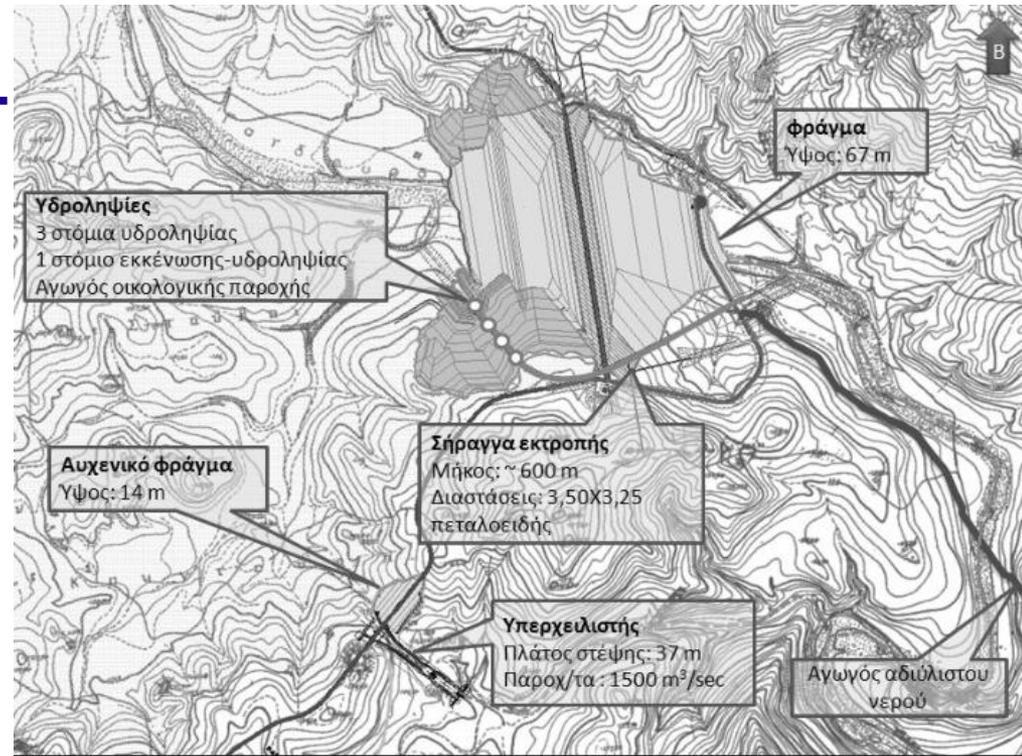 B
φράγμα
Ύψος: 67 m
Υδροληψίες
3 στόμια υδροληψίας
1 στόμιο εκκένωσης-υδροληψίας
Αγωγός οικολογικής παροχής
Σήραγγα εκτροπής
Μήκος: ~ 600 m
Διαστάσεις: 3,50Χ3,25
πεταλοειδής
Αυχενικό φράγμα
Ύψος: 14 m
Υπερχειλιστής
Πλάτος στέψης: 37 m
Παροχ/τα : 1500 m³/sec
Αγωγός αδιύλιστου
νερού